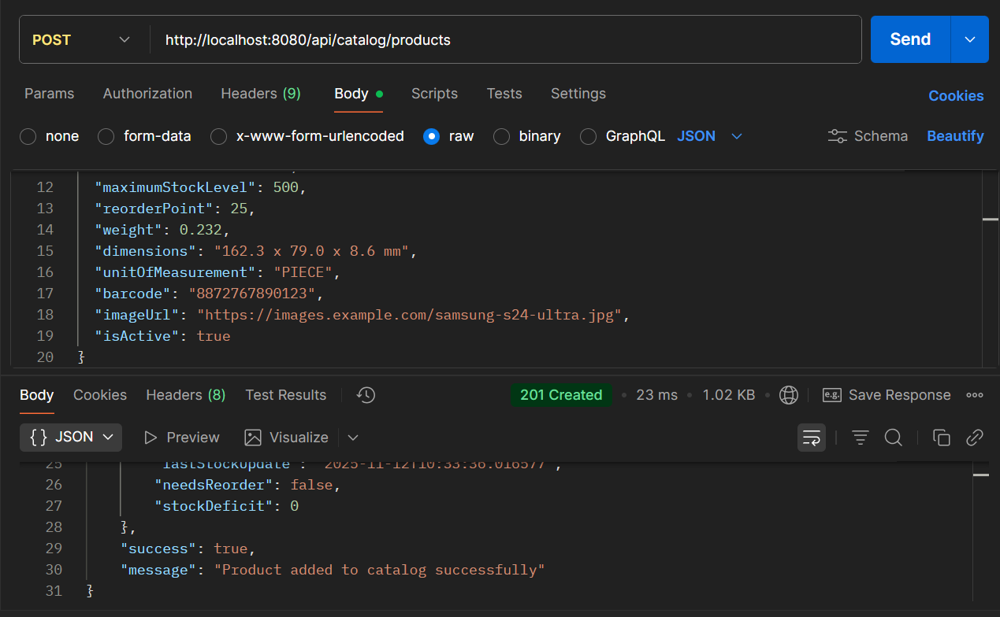 POST http://localhost:8080/api/catalog/products Send
Params Authorization Headers (9) Body Scripts Tests Settings Cookies
none form-data x-www-form-urlencoded raw binary GraphQL JSON Schema Beautify
12 "maximumStockLevel": 500,
13 "reorderPoint": 25,
14 "weight": 0.232,
15 "dimensions": "162.3 x 79.0 x 8.6 mm",
16 "unitOfMeasurement": "PIECE",
17 "barcode": "8872767890123",
18 "imageUrl": "https://images.example.com/samsung-s24-ultra.jpg",
19 "isActive": true
20 }
Body Cookies Headers (8) Test Results 201 Created 23 ms 1.02 KB e.g. Save Response
{} JSON Preview Visualize
25 "lastStockUpdate": "2025-11-12T10:33:36.016577",
26 "needsReorder": false,
27 "stockDeficit": 0
28 },
29 "success": true,
30 "message": "Product added to catalog successfully"
31 }